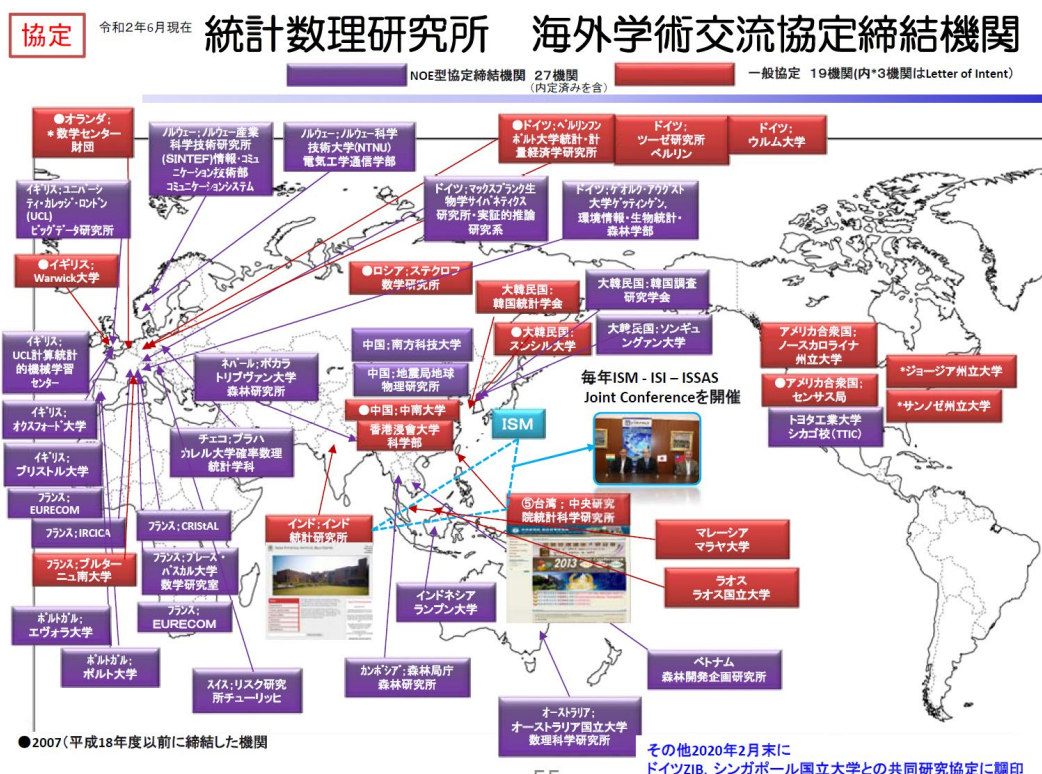 協定
令和2年6月現在
統計数理研究所 海外学術交流協定締結機関
NOE型協定締結機関 27機関
(内定済みを含)
一般協定 19機関(内*3機関はLetter of Intent)
●オランダ;
*数学センター
財団
ノルウェー;ノルウェー産業
科学技術研究所
(SINTEF)情報・コミュ
ニケーション技術部
コミュニケーションシステム
ノルウェー;ノルウェー科学
技術大学(NTNU)
電気工学通信学部
●ドイツ;ベルリンフン
ボルト大学統計・計
量経済学研究所
ドイツ;
ツーゼ研究所
ベルリン
ドイツ;
ウルム大学
イギリス;ユニバーシ
ティ・カレッジ・ロンドン
(UCL)
ビッグデータ研究所
ドイツ;マックスプランク生
物学サイバネティクス
研究所・実証的推論
研究系
ドイツ;ゲオルク・アウグスト
大学ゲッティンゲン,
環境情報・生物統計・
森林学部
●イギリス;
Warwick大学
●ロシア;ステクロフ
数学研究所
大韓民国:
韓国統計学会
大韓民国:韓国調査
研究学会
イギリス;
UCL計算統計
的機械学習
センター
ネパール;ポカラ
トリブヴァン大学
森林研究所
中国:南方科技大学
●大韓民国:
スンシル大学
大韓民国:ソンギュ
ングァン大学
アメリカ合衆国;
ノースカロライナ
州立大学
*ジョージア州立大学
中国:地震局地球
物理研究所
毎年ISM - ISI – ISSAS
Joint Conferenceを開催
●アメリカ合衆国;
センサス局
*サンノゼ州立大学
イギリス;
オクスフォード大学
●中国:中南大学
香港浸會大学
科学部
ISM
トヨタ工業大学
シカゴ校(TTIC)
チェコ;プラハ
カレル大学確率数理
統計学科
イギリス;
ブリストル大学
フランス;
EURECOM
フランス;IRCICA
フランス;CRIStAL
インド:インド
統計研究所
⑤台湾:中央研究
院統計科学研究所
マレーシア
マラヤ大学
フランス;ブルター
ニュ南大学
フランス;ブレーズ・
パスカル大学
数学研究室
2013
ラオス
ラオス国立大学
インドネシア
ランプン大学
ポルトガル;
エヴォラ大学
フランス;
EURECOM
ポルトガル;
ポルト大学
スイス;リスク研究
所チューリッヒ
カンボジア;森林局庁
森林研究所
ベトナム
森林開発企画研究所
オーストラリア;
オーストラリア国立大学
数理科学研究所
●2007(平成18年度以前に締結した機関
その他2020年2月末に
ドイツZIB, シンガポール国立大学との共同研究協定に調印